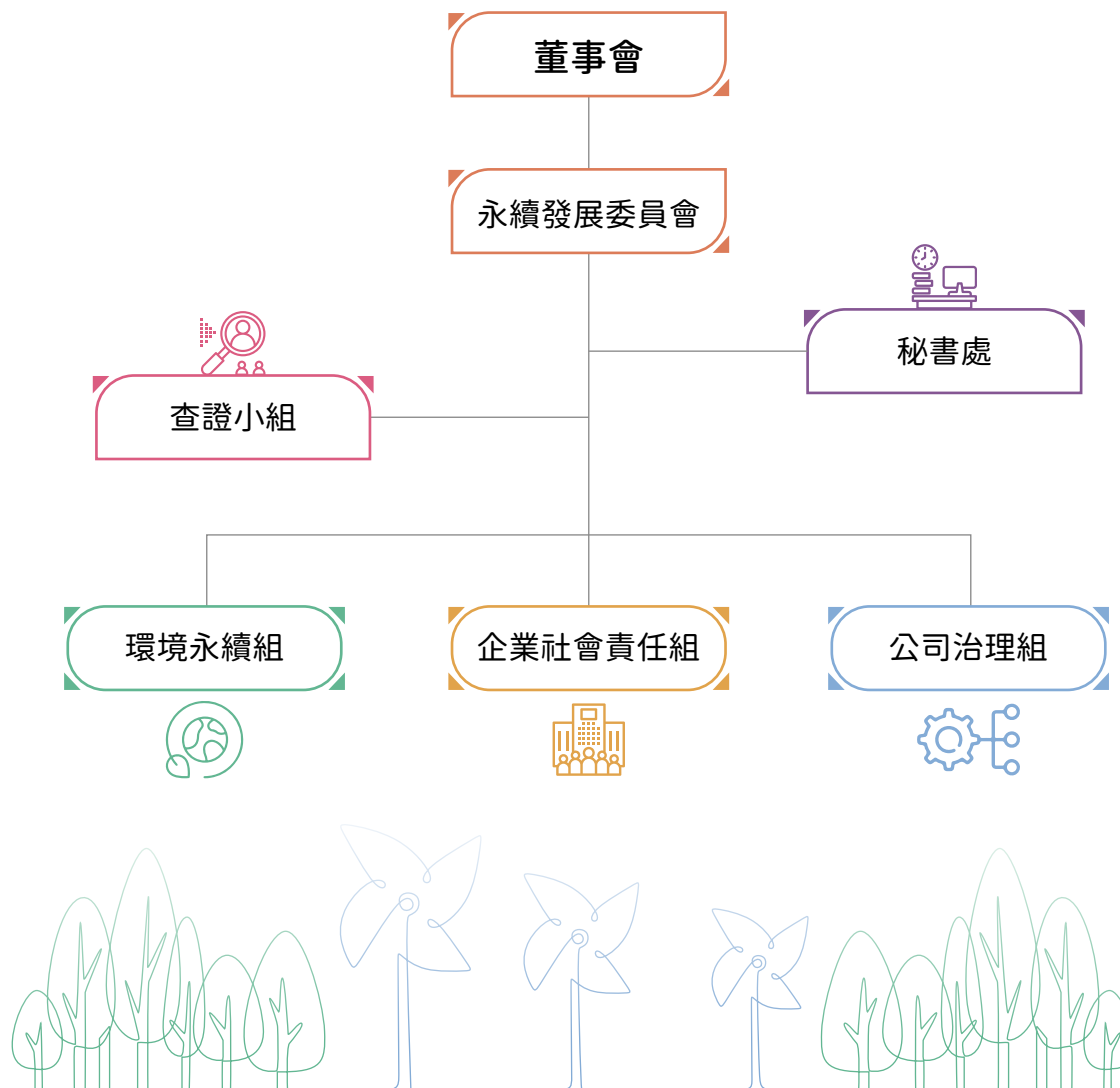 董事會
永續發展委員會
秘書處
查證小組
環境永續組
企業社會責任組
公司治理組